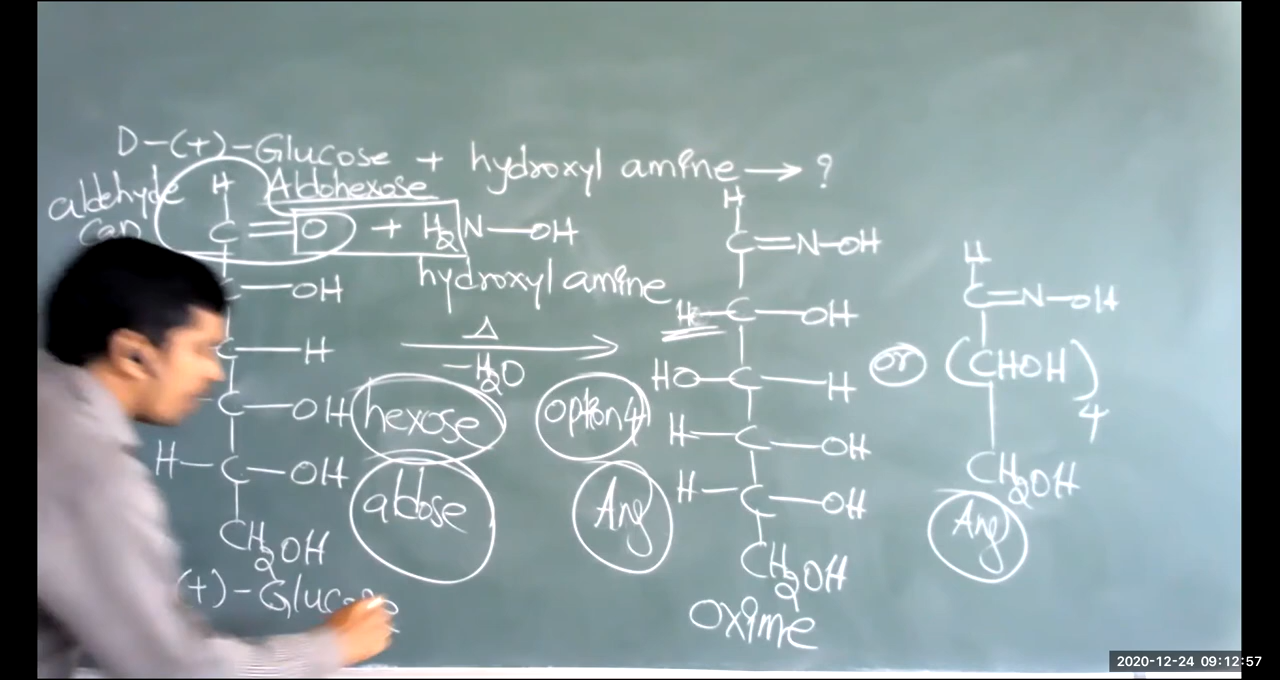 D-(+)-Glucose + hydroxyl amine → ?
aldehyde H Aldohexose
C=O + H₂N—OH
hydroxyl amine
C—OH
C—H
C—OH
H—C—OH
CH₂OH
(+)-Glucose
Δ
-H₂O
hexose
aldose
option 4
Ans
H
C=N—OH
H—C—OH
HO—C—H
H—C—OH
H—C—OH
CH₂OH
oxime
or
H
C=N—OH
(CHOH)₄
CH₂OH
Ans
2020-12-24 09:12:57